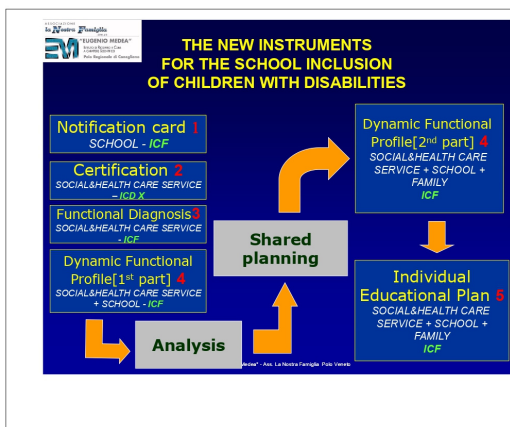 ASSOCIAZIONE
la Nostra Famiglia
"EUGENIO MEDEA"
Polo Regionale di Conegliano
THE NEW INSTRUMENTS
FOR THE SCHOOL INCLUSION
OF CHILDREN WITH DISABILITIES
Notification card 1
SCHOOL - ICF
Certification 2
SOCIAL&HEALTH CARE SERVICE
– ICD X
Functional Diagnosis3
SOCIAL&HEALTH CARE SERVICE
- ICF
Dynamic Functional
Profile[1st part] 4
SOCIAL&HEALTH CARE SERVICE
+ SCHOOL - ICF
Analysis
Shared
planning
Dynamic Functional
Profile[2nd part] 4
SOCIAL&HEALTH CARE
SERVICE + SCHOOL +
FAMILY
ICF
Individual
Educational Plan 5
SOCIAL&HEALTH CARE
SERVICE + SCHOOL +
FAMILY
ICF
Medea" - Ass. La Nostra Famiglia Polo Veneto